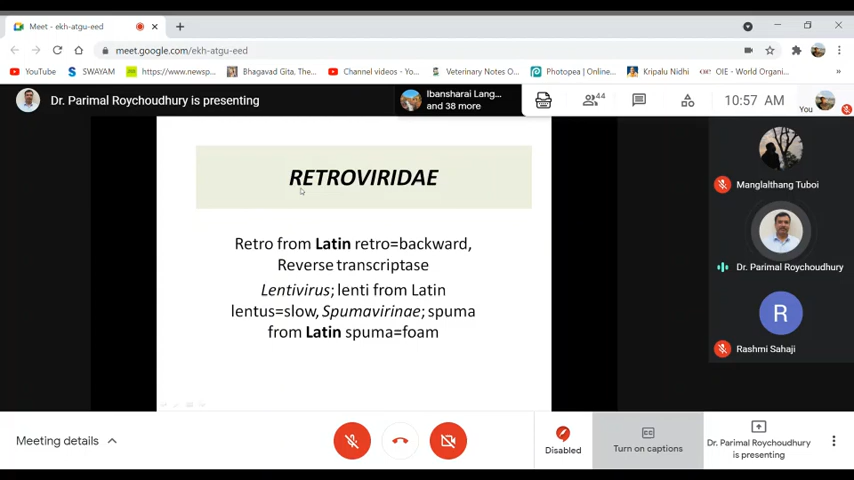 Meet - ekh-atgu-eed
meet.google.com/ekh-atgu-eed
YouTube SWAYAM https://www.newsp... Bhagavad Gita, The... Channel videos - Yo... Veterinary Notes O... Photopea | Online... Kripalu Nidhi OIE - World Organi...
Dr. Parimal Roychoudhury is presenting
Ibansharai Lang...
and 38 more
44
10:57 AM
You
RETROVIRIDAE
Retro from Latin retro=backward,
Reverse transcriptase
Lentivirus; lenti from Latin
lentus=slow, Spumavirinae; spuma
from Latin spuma=foam
Manglalthang Tuboi
Dr. Parimal Roychoudhury
R
Rashmi Sahaji
Meeting details
Disabled
CC
Turn on captions
Dr. Parimal Roychoudhury
is presenting